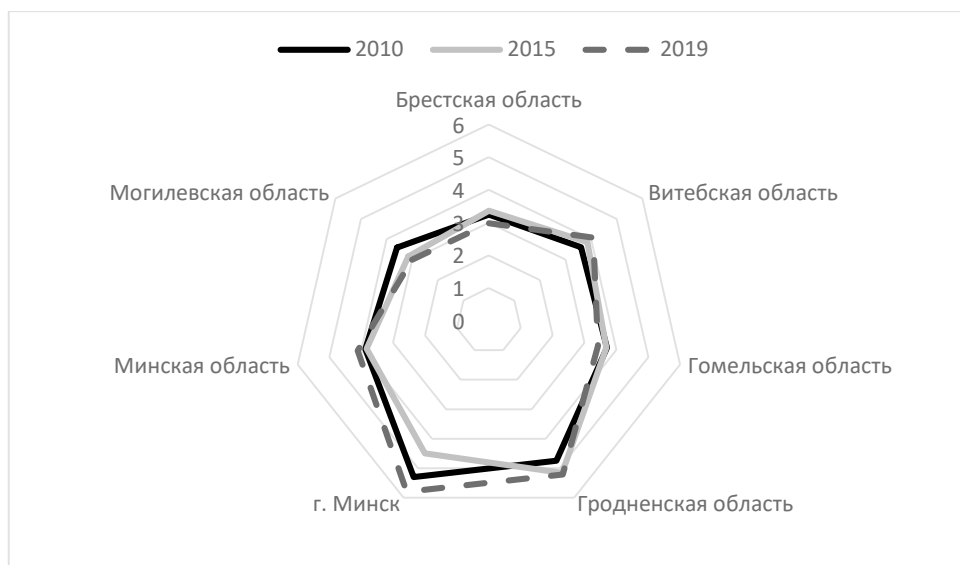 2010 2015 2019
Брестская область
6
5
4
3
2
1
0
Витебская область
Гомельская область
Гродненская область
г. Минск
Минская область
Могилевская область